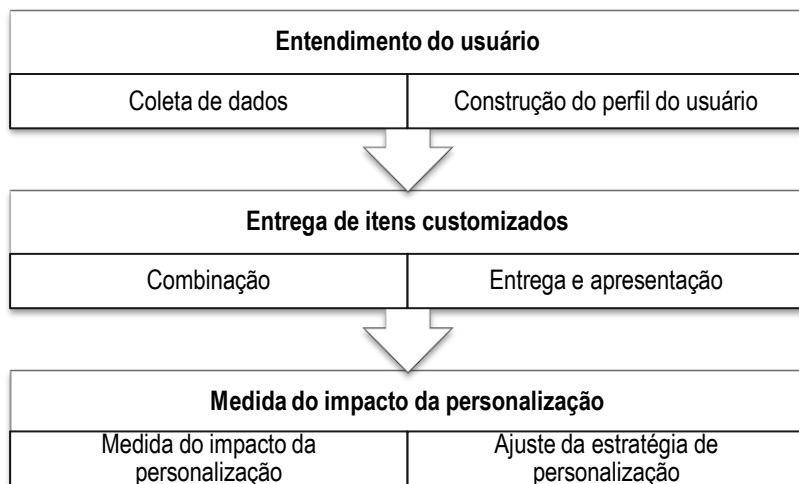 Entendimento do usuário
Coleta de dados
Construção do perfil do usuário
Entrega de itens customizados
Combinação
Entrega e apresentação
Medida do impacto da personalização
Medida do impacto da
personalização
Ajuste da estratégia de
personalização